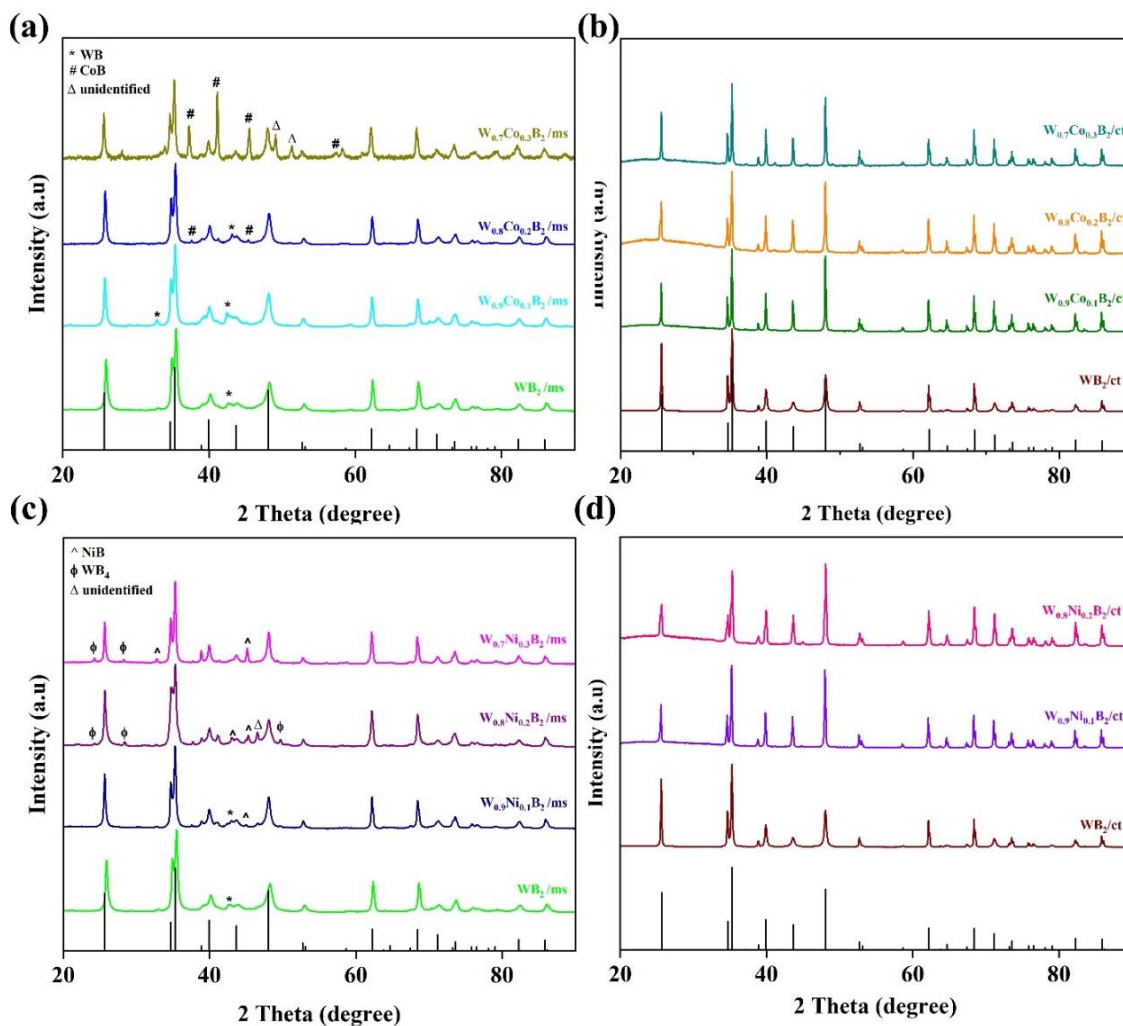 (a)
* WB
# CoB
Δ unidentified
#
#
#
Δ
Δ
#
W0.7Co0.3B2/ms
#
*
#
W0.8Co0.2B2/ms
*
*
W0.9Co0.1B2/ms
*
WB2/ms
Intensity (a.u)
20 40 60 80
2 Theta (degree)
(b)
W0.7Co0.3B2/ct
W0.8Co0.2B2/ct
W0.9Co0.1B2/ct
WB2/ct
Intensity (a.u)
20 40 60 80
2 Theta (degree)
(c)
^ NiB
ϕ WB4
Δ unidentified
ϕ
ϕ
^
^
W0.7Ni0.3B2/ms
ϕ
ϕ
^
^
Δ
ϕ
W0.8Ni0.2B2/ms
*
^
W0.9Ni0.1B2/ms
*
WB2/ms
Intensity (a.u)
20 40 60 80
2 Theta (degree)
(d)
W0.8Ni0.2B2/ct
W0.9Ni0.1B2/ct
WB2/ct
Intensity (a.u)
20 40 60 80
2 Theta (degree)